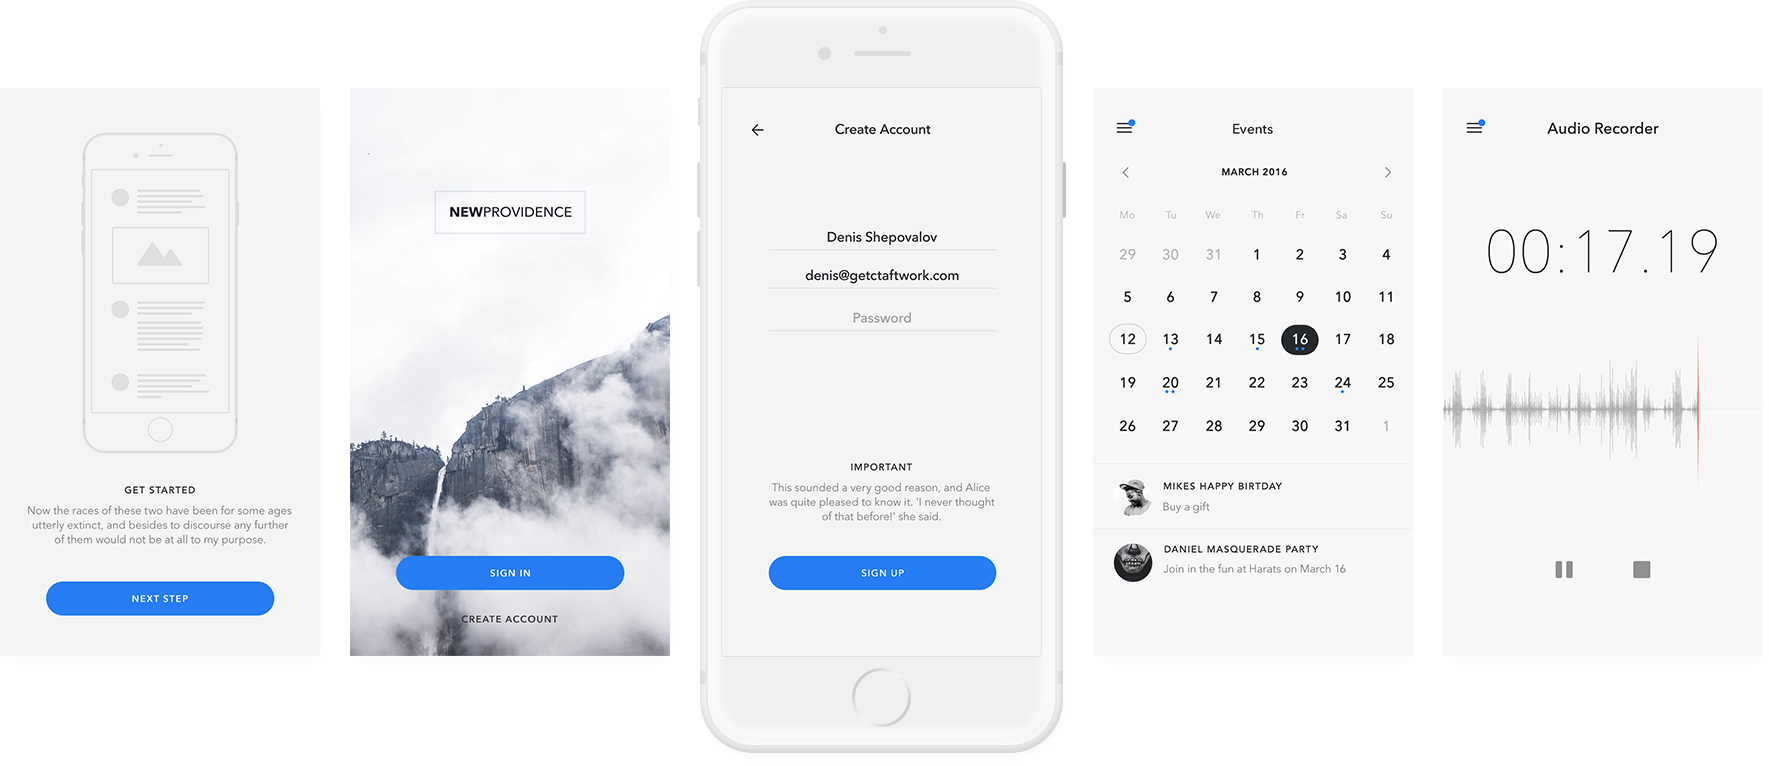 GET STARTED
Now the races of these two have been for some ages
utterly extinct, and besides to discourse any further
of them would not be at all to my purpose.
NEXT STEP
NEWPROVIDENCE
SIGN IN
CREATE ACCOUNT
Create Account
Denis Shepovalov
denis@getctaftwork.com
Password
IMPORTANT
This sounded a very good reason, and Alice
was quite pleased to know it. 'I never thought
of that before!' she said.
SIGN UP
Events
MARCH 2016
Mo Tu We Th Fr Sa Su
29 30 31 1 2 3 4
5 6 7 8 9 10 11
12 13 14 15 16 17 18
19 20 21 22 23 24 25
26 27 28 29 30 31 1
MIKES HAPPY BIRTDAY
Buy a gift
DANIEL MASQUERADE PARTY
Join in the fun at Harats on March 16
Audio Recorder
00:17.19